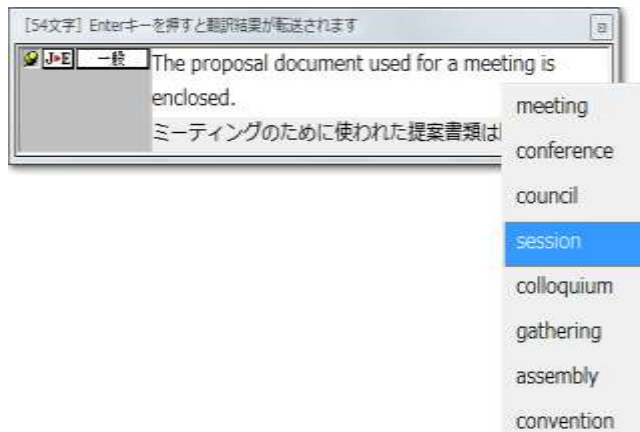 [54文字] Enterキーを押すと翻訳結果が転送されます
J▸E 一般
The proposal document used for a meeting is
enclosed.
ミーティングのために使われた提案書類は
meeting
conference
council
session
colloquium
gathering
assembly
convention